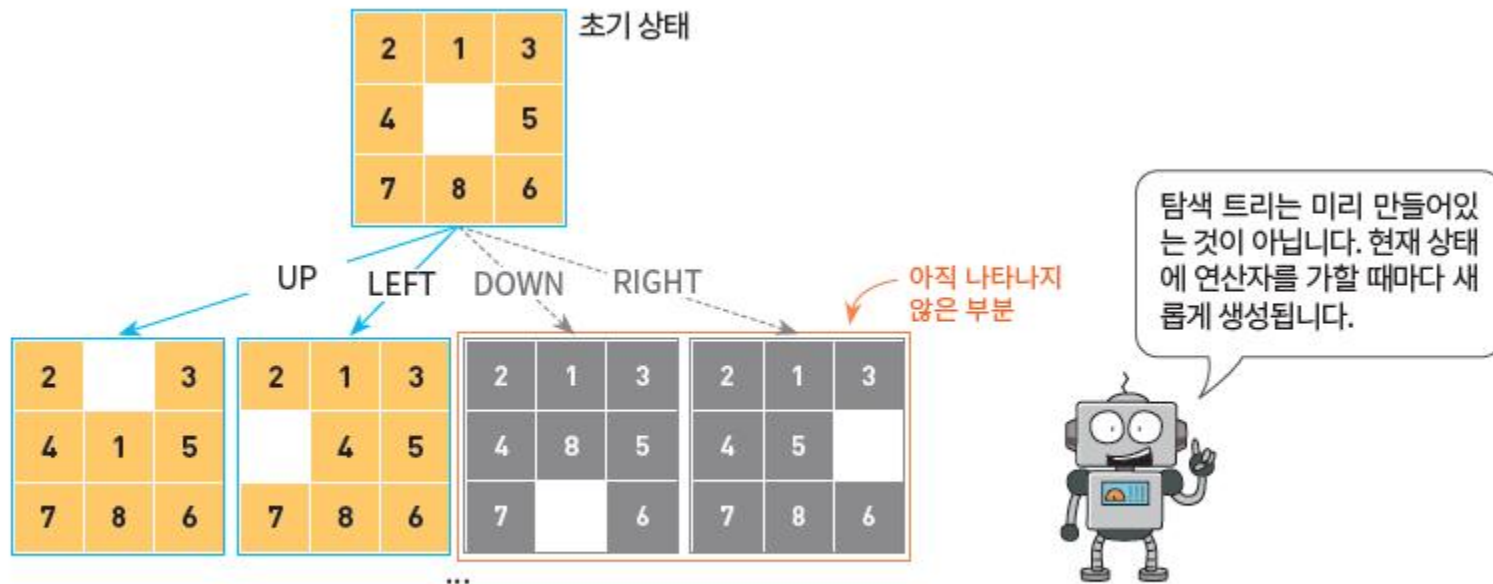 초기 상태
2 1 3
4 5
7 8 6
UP LEFT DOWN RIGHT
아직 나타나지
않은 부분
탐색 트리는 미리 만들어있
는 것이 아닙니다. 현재 상태
에 연산자를 가할 때마다 새
롭게 생성됩니다.
2 3
4 1 5
7 8 6
2 1 3
4 5
7 8 6
2 1 3
4 8 5
7 6
2 1 3
4 5
7 8 6
...